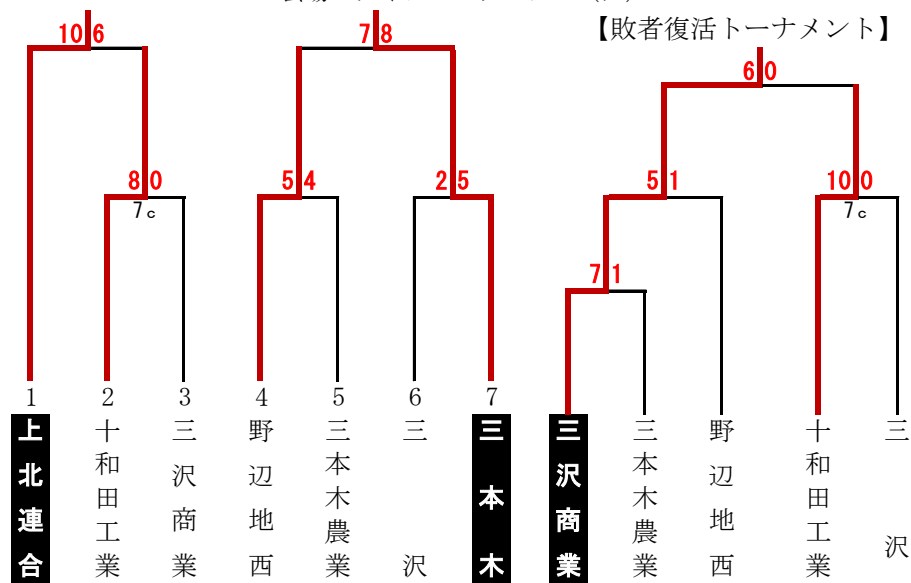 【敗者復活トーナメント】
10 6
7 8
6 0
8 0
7c
5 4
2 5
5 1
10 0
7c
7 1
1
2
3
4
5
6
7
上北連合
十和田工業
三沢商業
野辺地西
三本木農業
三沢
三本木
三沢商業
三本木農業
野辺地西
十和田工業
三沢